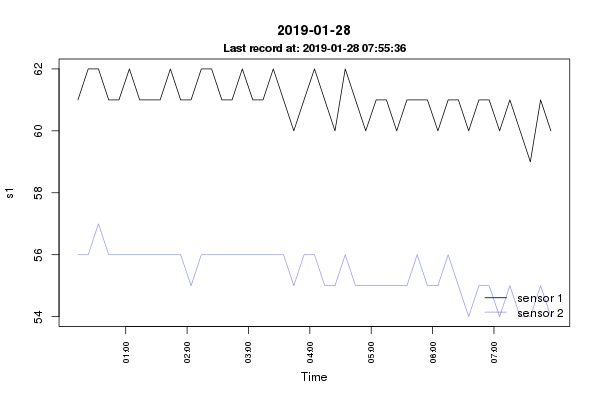 2019-01-28
Last record at: 2019-01-28 07:55:36
62
60
58
56
54
s1
sensor 1
sensor 2
01:00 02:00 03:00 04:00 05:00 06:00 07:00
Time